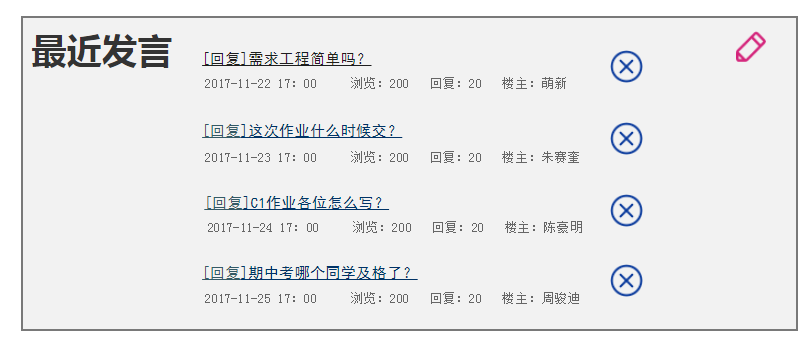 最近发言
[回复]需求工程简单吗？
2017-11-22 17：00 浏览：200 回复：20 楼主：萌新
[回复]这次作业什么时候交？
2017-11-23 17：00 浏览：200 回复：20 楼主：朱赛奎
[回复]C1作业各位怎么写？
2017-11-24 17：00 浏览：200 回复：20 楼主：陈豪明
[回复]期中考哪个同学及格了？
2017-11-25 17：00 浏览：200 回复：20 楼主：周骏迪